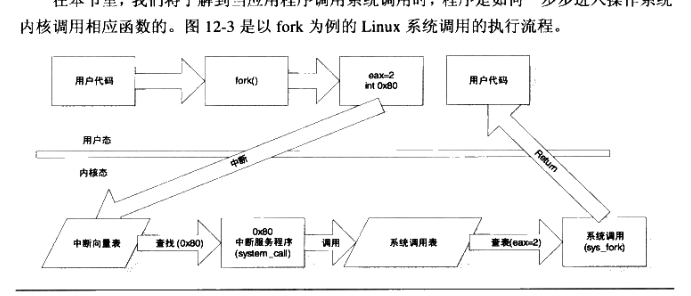 在本节里，我们将了解到当应用程序调用系统调用时，程序是如何一步步进入操作系统
内核调用相应函数的。图 12-3 是以 fork 为例的 Linux 系统调用的执行流程。
用户代码
fork()
eax=2
int 0x80
用户代码
用户态
中断
Return
内核态
中断向量表
查找(0x80)
0x80
中断服务程序
(system_call)
调用
系统调用表
查表(eax=2)
系统调用
(sys_fork)